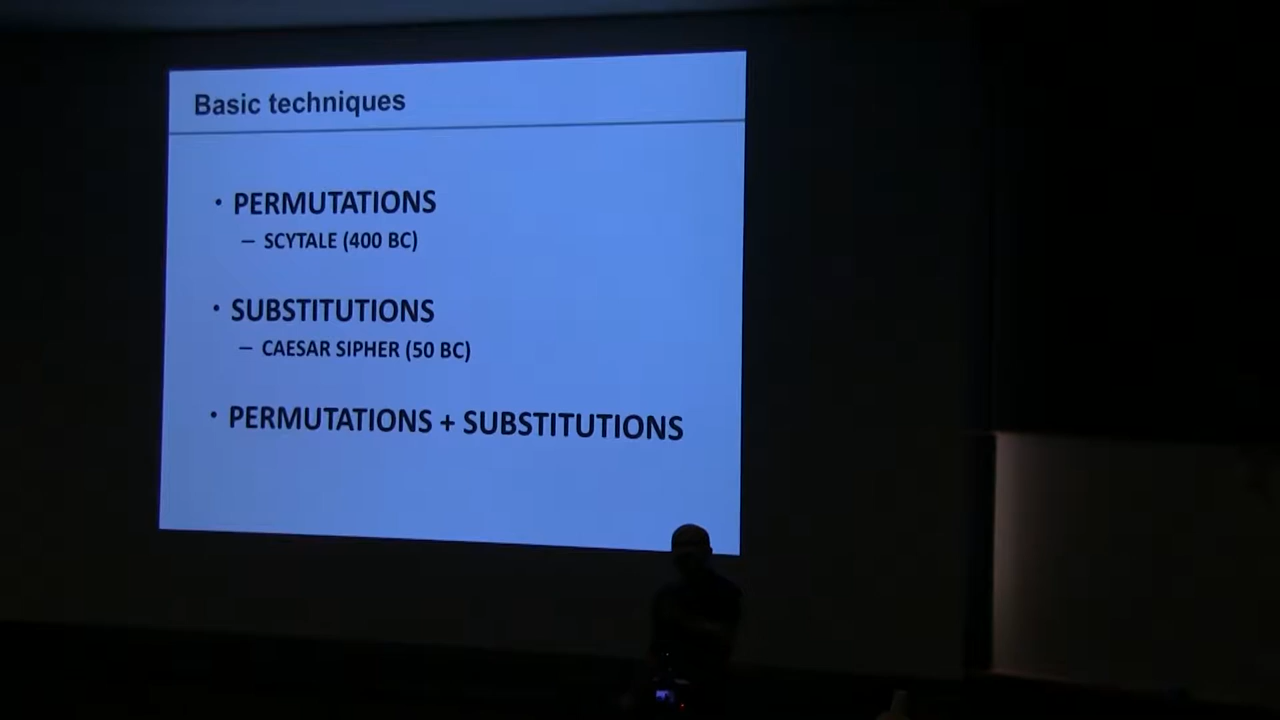 Basic techniques
• PERMUTATIONS
– SCYTALE (400 BC)
• SUBSTITUTIONS
– CAESAR SIPHER (50 BC)
• PERMUTATIONS + SUBSTITUTIONS